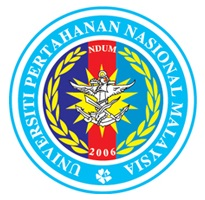 UNIVERSITI PERTAHANAN NASIONAL MALAYSIA
NDUM
2006